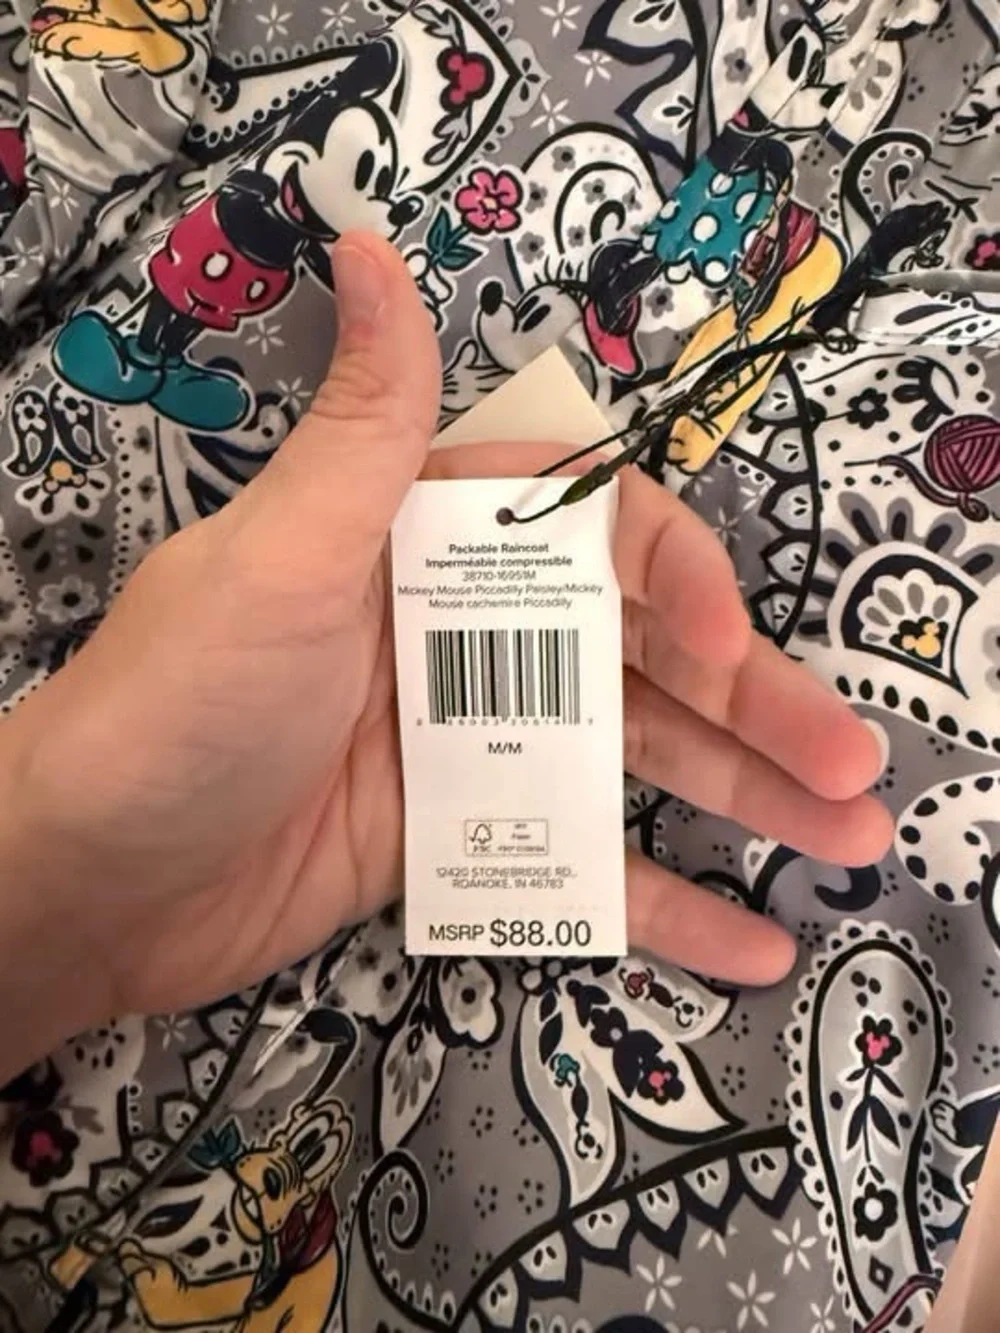 Packable Raincoat
Imperméable compressible
38710-16951M
Mickey Mouse Piccadilly Paisley/Mickey
Mouse cachemire Piccadilly
M/M
FSC
12420 STONEBRIDGE RD.,
ROANOKE, IN 46783
MSRP $88.00